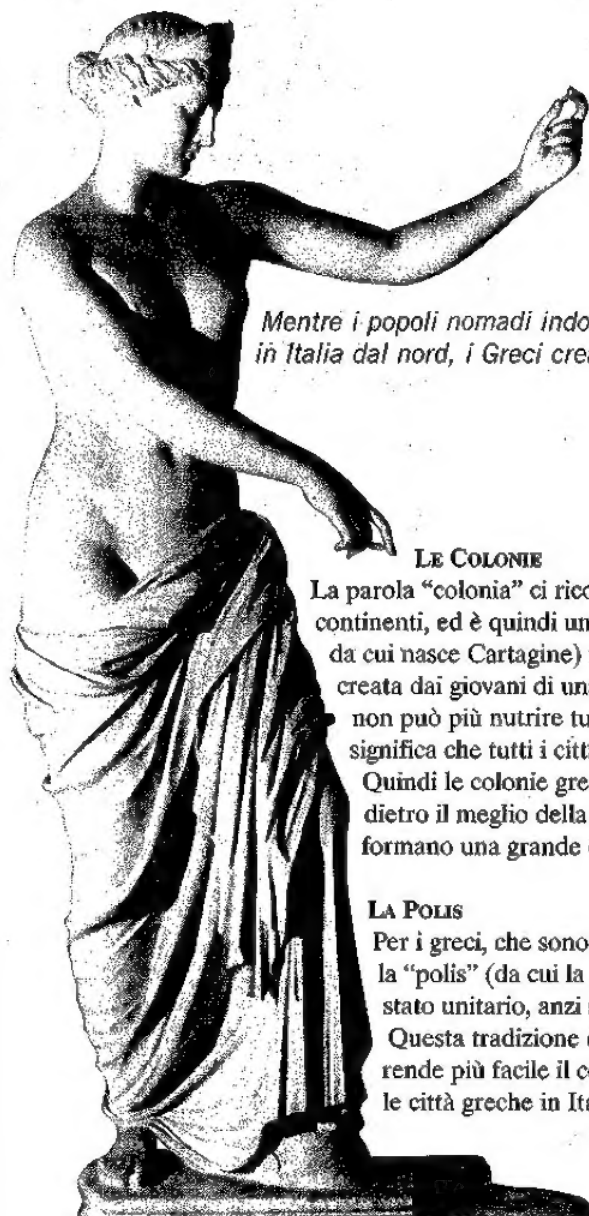 Mentre i popoli nomadi indo
in Italia dal nord, i Greci crea
LE COLONIE
La parola “colonia” ci rico
continenti, ed è quindi un
da cui nasce Cartagine)
creata dai giovani di un
non può più nutrire tu
significa che tutti i citt
Quindi le colonie gre
dietro il meglio della
formano una grande
LA POLIS
Per i greci, che sono
la “polis” (da cui la
stato unitario, anzi
Questa tradizione
rende più facile il c
le città greche in Ita